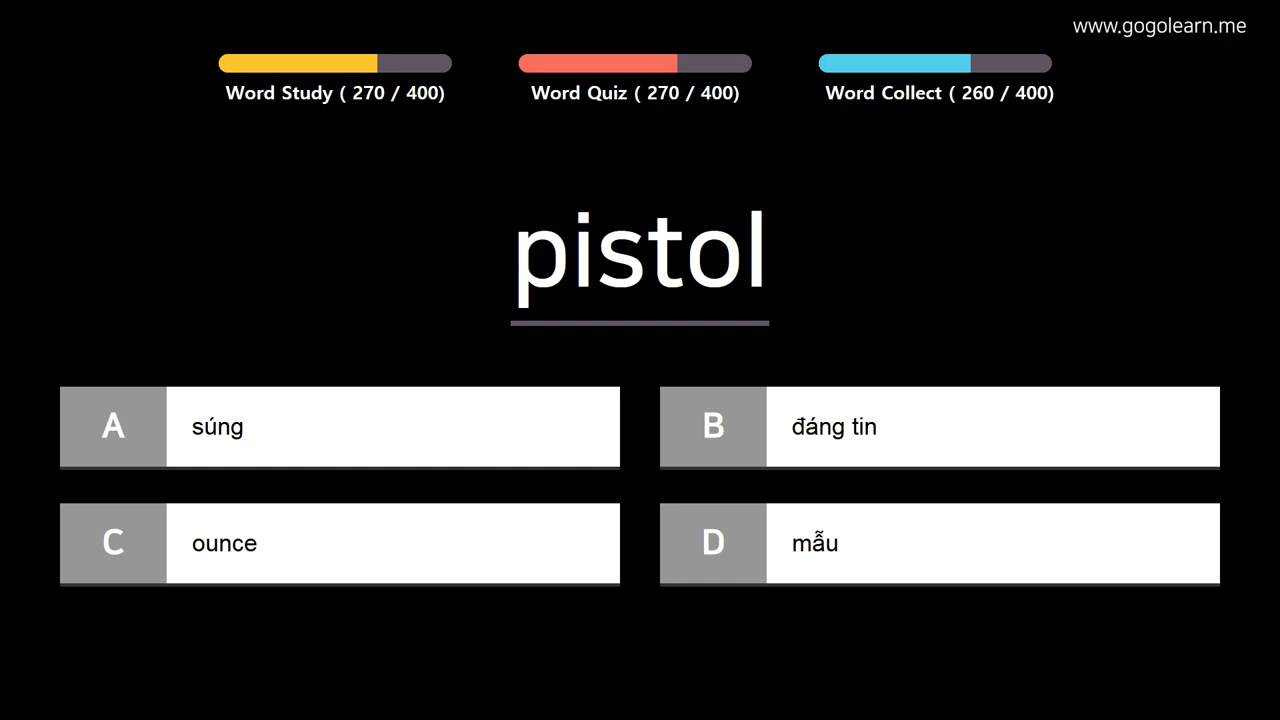 www.gogolearn.me
Word Study ( 270 / 400)
Word Quiz ( 270 / 400)
Word Collect ( 260 / 400)
pistol
A súng
B đáng tin
C ounce
D mẫu